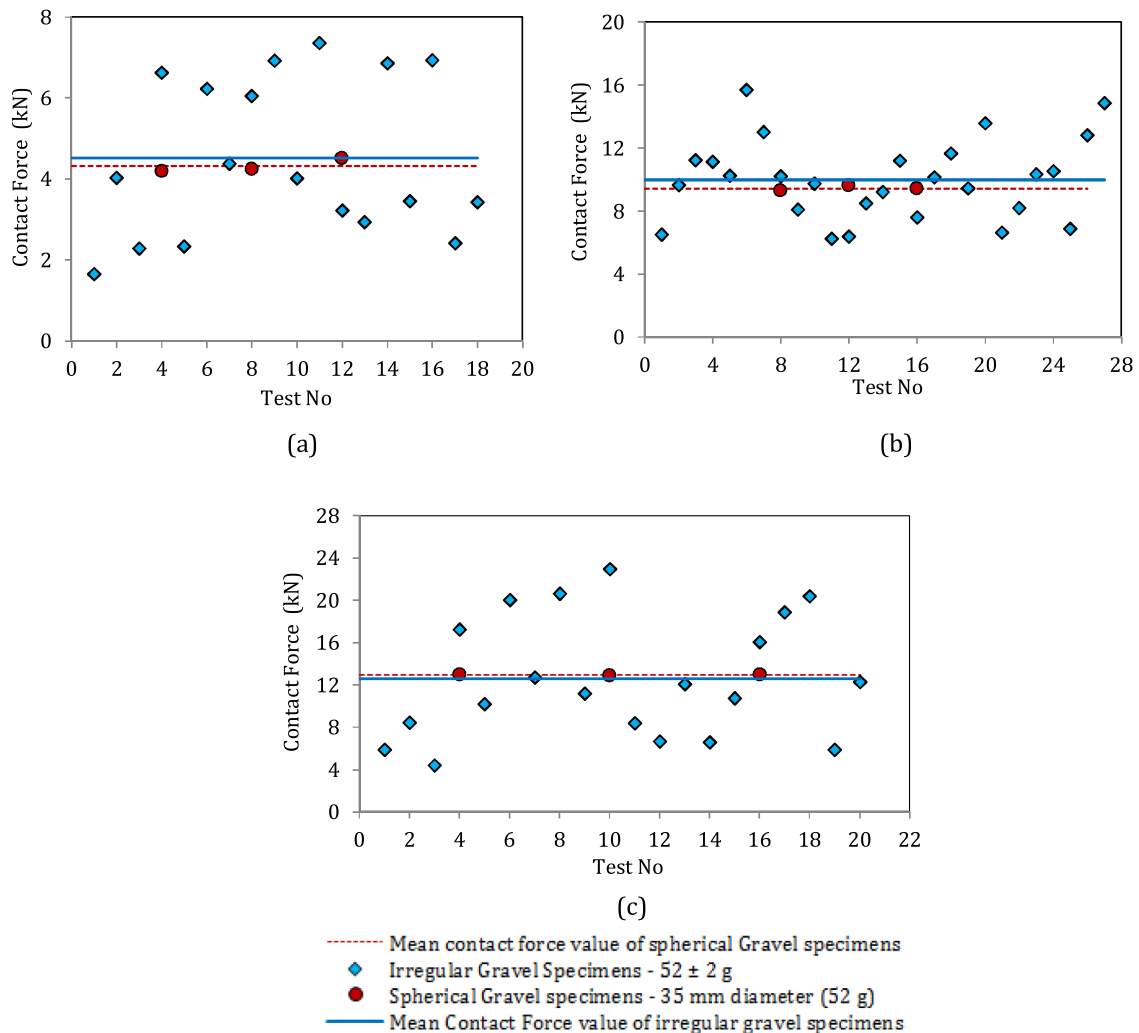 8
6
4
2
0
Contact Force (kN)
0 2 4 6 8 10 12 14 16 18 20
Test No
(a)
20
16
12
8
4
0
Contact Force (kN)
0 4 8 12 16 20 24 28
Test No
(b)
28
24
20
16
12
8
4
0
Contact Force (kN)
0 2 4 6 8 10 12 14 16 18 20 22
Test No
(c)
Mean contact force value of spherical Gravel specimens
Irregular Gravel Specimens - 52 ± 2 g
Spherical Gravel specimens - 35 mm diameter (52 g)
Mean Contact Force value of irregular gravel specimens